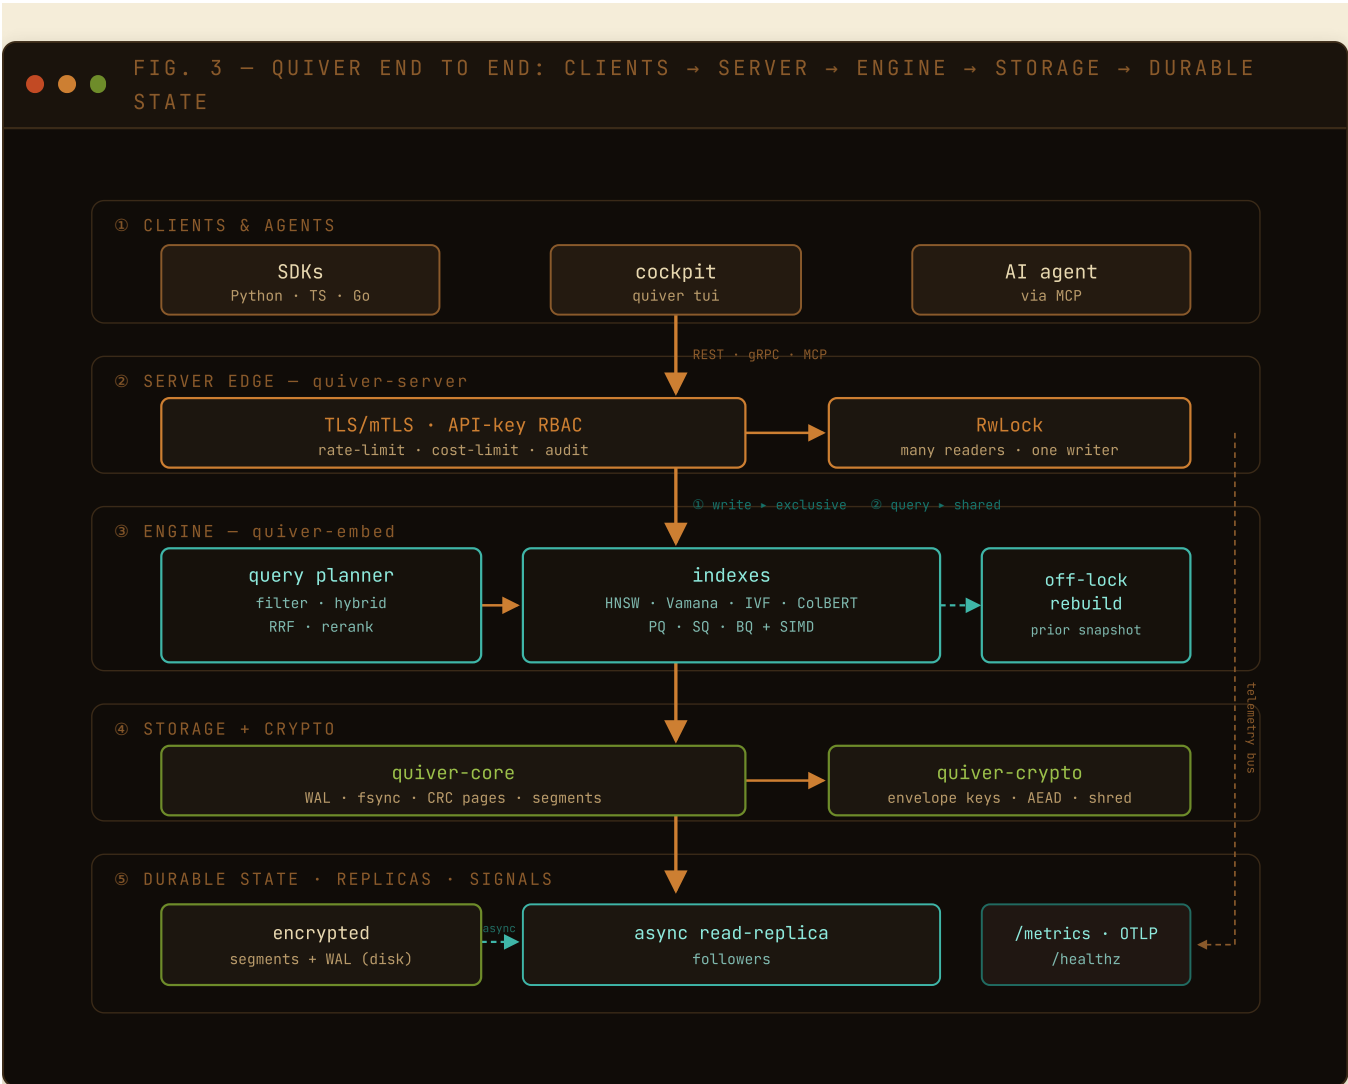 FIG. 3 — QUIVER END TO END: CLIENTS → SERVER → ENGINE → STORAGE → DURABLE
STATE
① CLIENTS & AGENTS
SDKs
Python · TS · Go
cockpit
quiver tui
AI agent
via MCP
REST · gRPC · MCP
② SERVER EDGE — quiver-server
TLS/mTLS · API-key RBAC
rate-limit · cost-limit · audit
RwLock
many readers · one writer
① write ▸ exclusive ② query ▸ shared
③ ENGINE — quiver-embed
query planner
filter · hybrid
RRF · rerank
indexes
HNSW · Vamana · IVF · ColBERT
PQ · SQ · BQ + SIMD
off-lock
rebuild
prior snapshot
telemetry bus
④ STORAGE + CRYPTO
quiver-core
WAL · fsync · CRC pages · segments
quiver-crypto
envelope keys · AEAD · shred
⑤ DURABLE STATE · REPLICAS · SIGNALS
encrypted
segments + WAL (disk)
async
async read-replica
followers
/metrics · OTLP
/healthz